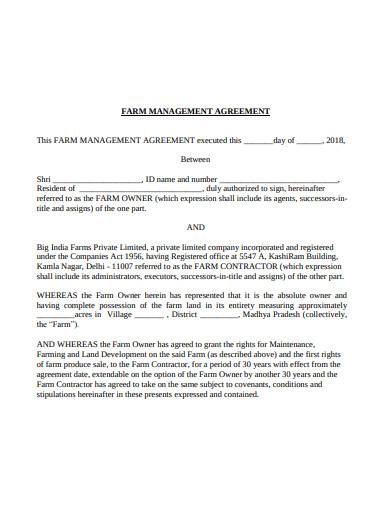 FARM MANAGEMENT AGREEMENT
This FARM MANAGEMENT AGREEMENT executed this _______day of ______, 2018,
Between
Shri _____________________, ID name and number ____________________________,
Resident of _____________________________, duly authorized to sign, hereinafter
referred to as the FARM OWNER (which expression shall include its agents, successors-in-
title and assigns) of the one part.
AND
Big India Farms Private Limited, a private limited company incorporated and registered
under the Companies Act 1956, having Registered office at 5547 A, KashiRam Building,
Kamla Nagar, Delhi - 11007 referred to as the FARM CONTRACTOR (which expression
shall include its administrators, executors, successors-in-title and assigns) of the other part.
WHEREAS the Farm Owner herein has represented that it is the absolute owner and
having complete possession of the farm land in its entirety measuring approximately
_________acres in Village _______ , District _________, Madhya Pradesh (collectively,
the “Farm”).
AND WHEREAS the Farm Owner has agreed to grant the rights for Maintenance,
Farming and Land Development on the said Farm (as described above) and the first rights
of farm produce sale, to the Farm Contractor, for a period of 30 years with effect from the
agreement date, extendable on the option of the Farm Owner by another 30 years and the
Farm Contractor has agreed to take on the same subject to covenants, conditions and
stipulations hereinafter in these presents expressed and contained.